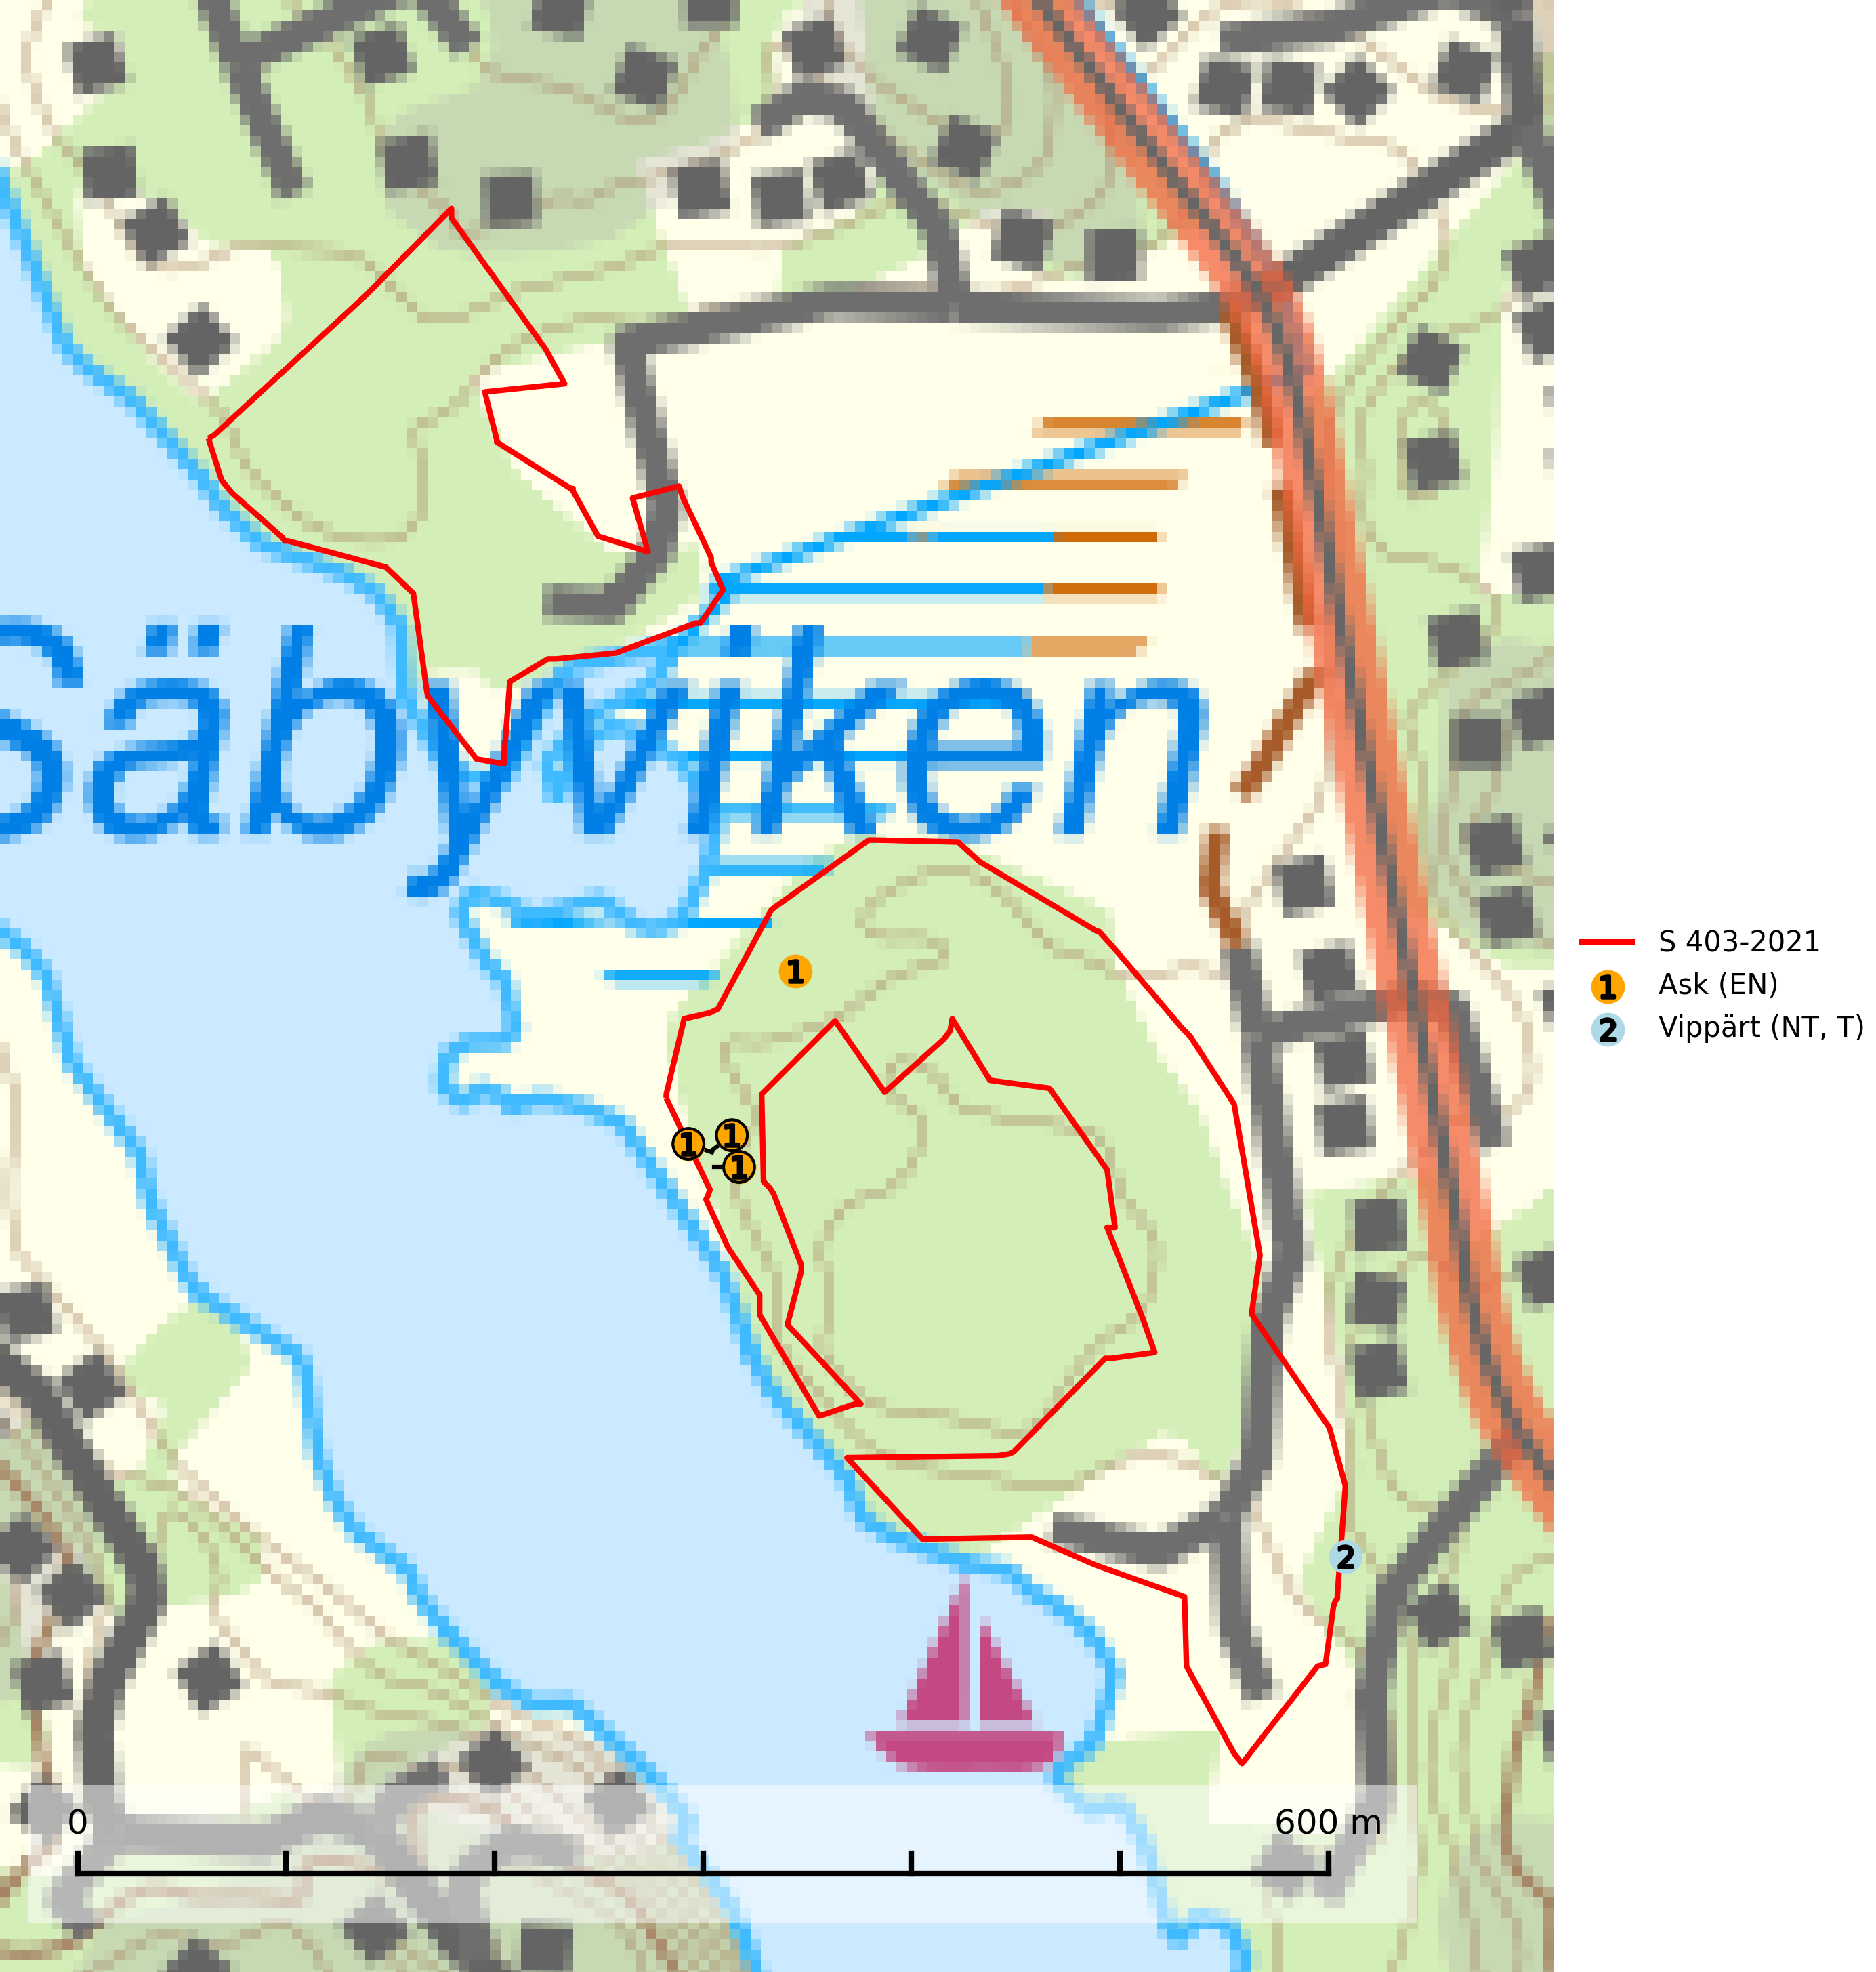 Säbyviken
1
1
1
1
2
0
600 m
S 403-2021
1 Ask (EN)
2 Vippärt (NT, T)